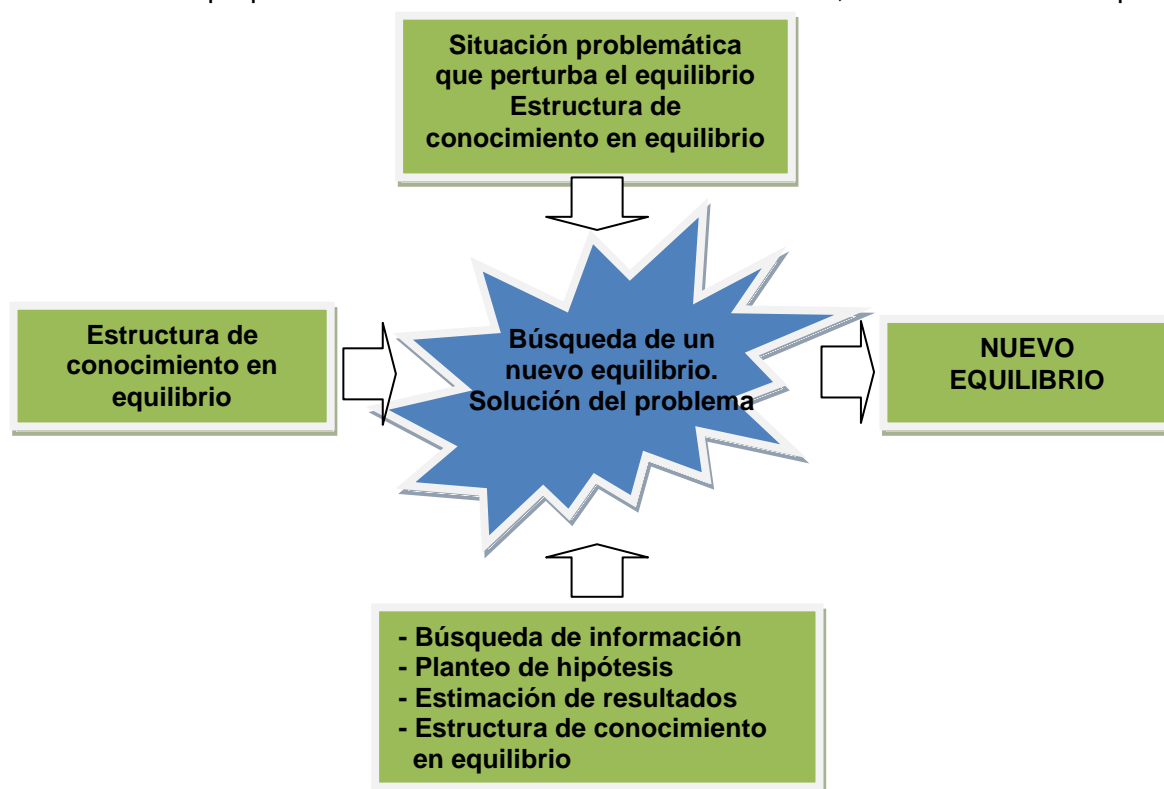 Situación problemática
que perturba el equilibrio
Estructura de
conocimiento en equilibrio
Estructura de
conocimiento en
equilibrio
Búsqueda de un
nuevo equilibrio.
Solución del problema
NUEVO
EQUILIBRIO
- Búsqueda de información
- Planteo de hipótesis
- Estimación de resultados
- Estructura de conocimiento
en equilibrio